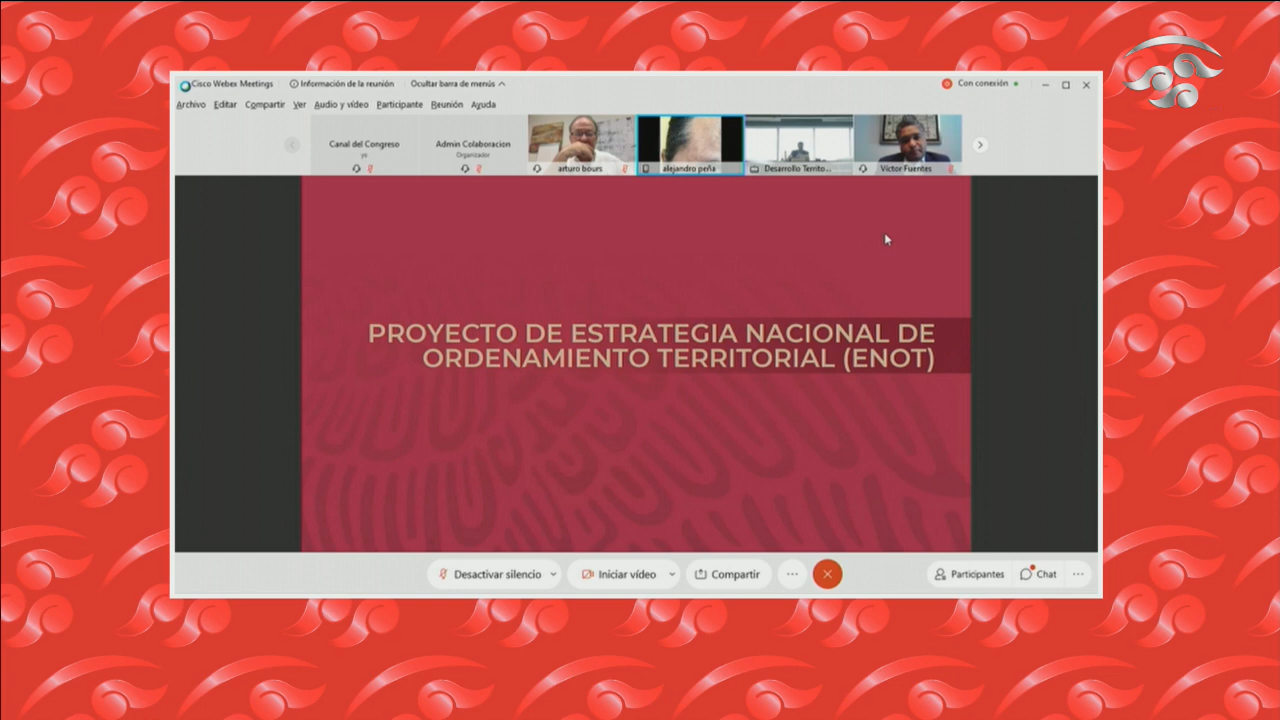 Cisco Webex Meetings
Información de la reunión
Ocultar barra de menús
Con conexión
Archivo Editar Compartir Ver Audio y vídeo Participante Reunión Ayuda
Canal del Congreso
yo
Admin Colaboracion
Organizador
arturo bours
alejandro peña
Desarrollo Territo...
Victor Fuentes
PROYECTO DE ESTRATEGIA NACIONAL DE
ORDENAMIENTO TERRITORIAL (ENOT)
Desactivar silencio
Iniciar vídeo
Compartir
Participantes
Chat